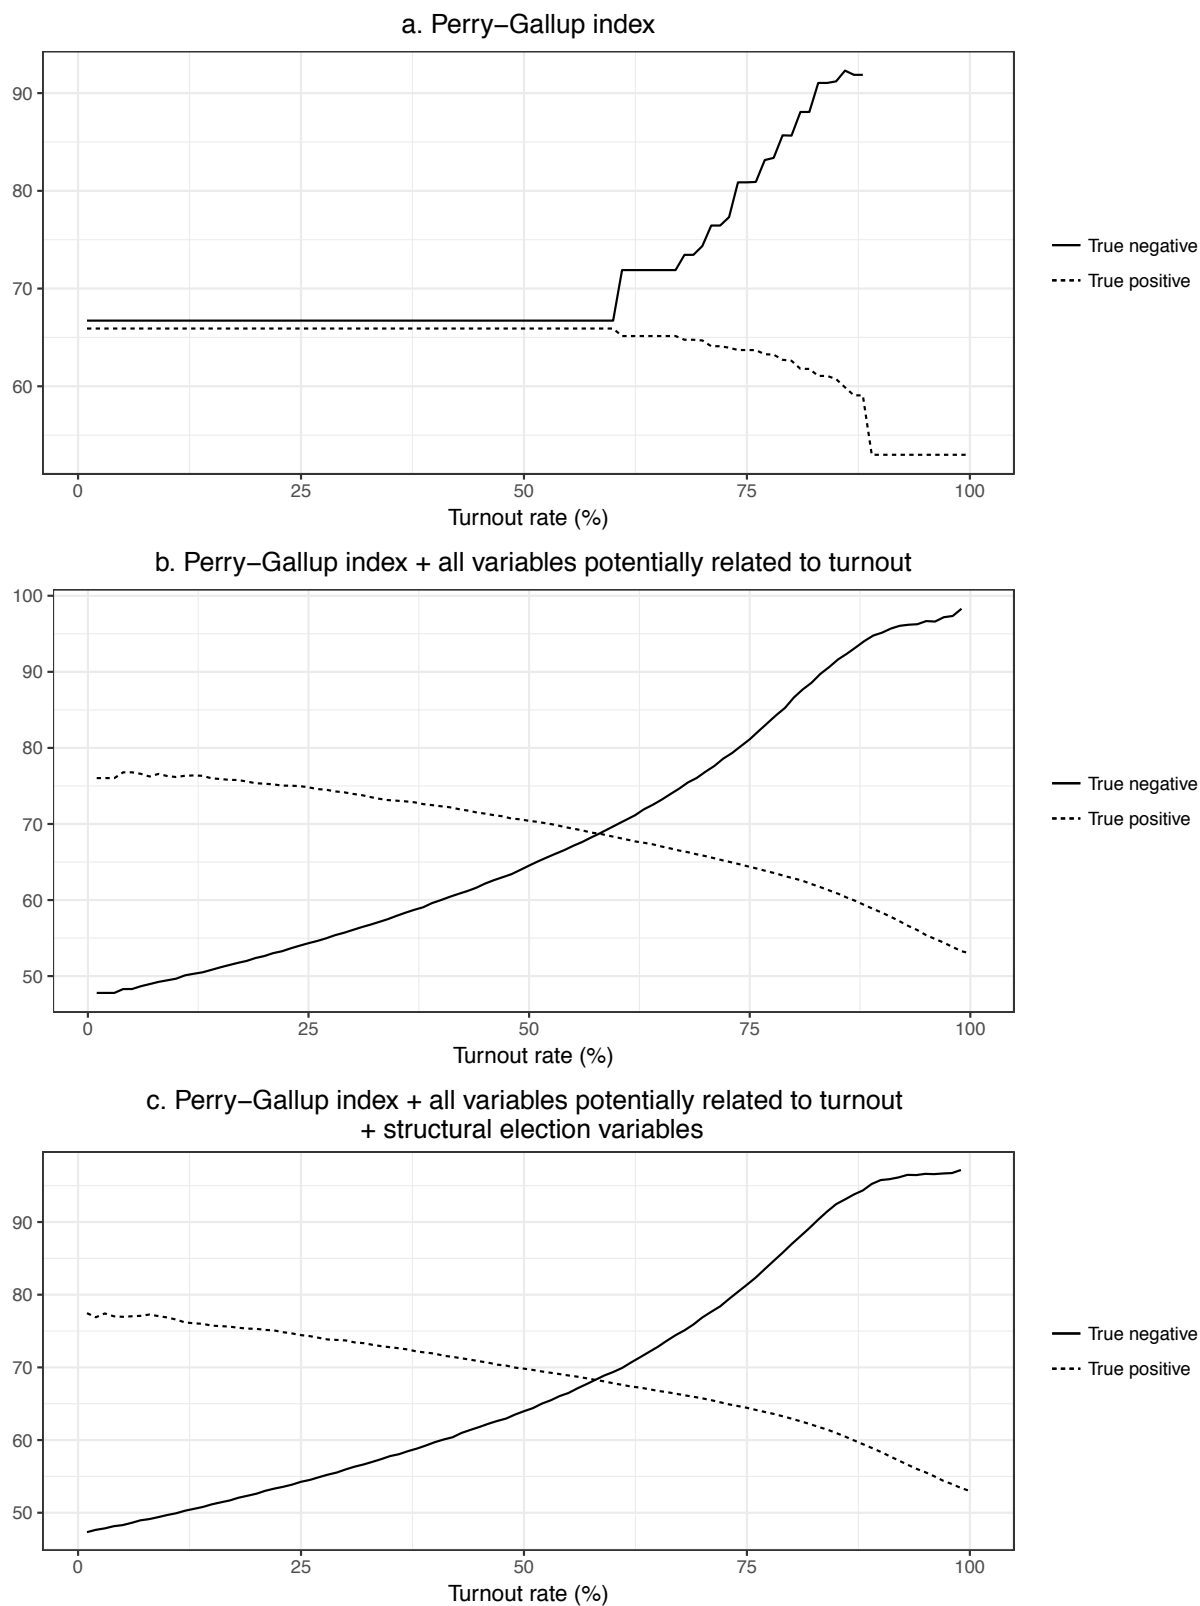 a. Perry−Gallup index
90
80
70
60
0 25 50 75 100
Turnout rate (%)
True negative
True positive
b. Perry−Gallup index + all variables potentially related to turnout
100
90
80
70
60
50
0 25 50 75 100
Turnout rate (%)
True negative
True positive
c. Perry−Gallup index + all variables potentially related to turnout
+ structural election variables
90
80
70
60
50
0 25 50 75 100
Turnout rate (%)
True negative
True positive